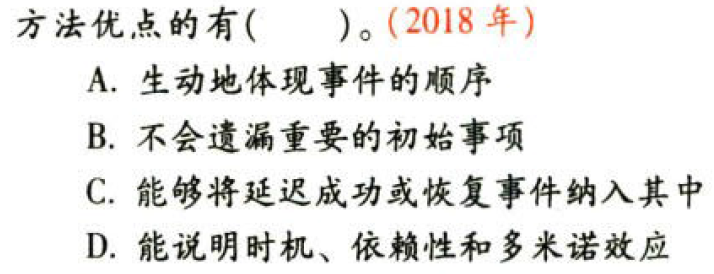 方法优点的有(　　)。(2018 年)
A. 生动地体现事件的顺序
B. 不会遗漏重要的初始事项
C. 能够将延迟成功或恢复事件纳入其中
D. 能说明时机、依赖性和多米诺效应